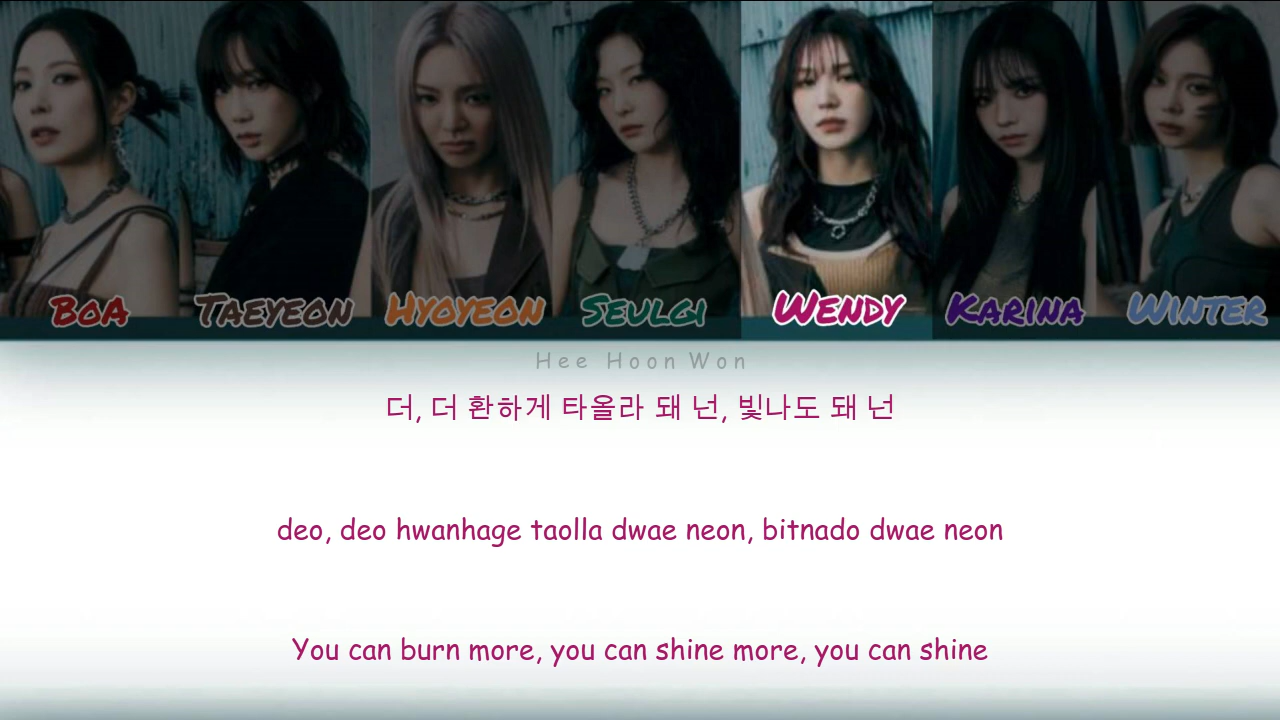 BoA Taeyeon Hyoyeon Seulgi Wendy Karina Winter
Hee Hoon Won
더, 더 환하게 타올라 돼 넌, 빛나도 돼 넌
deo, deo hwanhage taolla dwae neon, bitnado dwae neon
You can burn more, you can shine more, you can shine